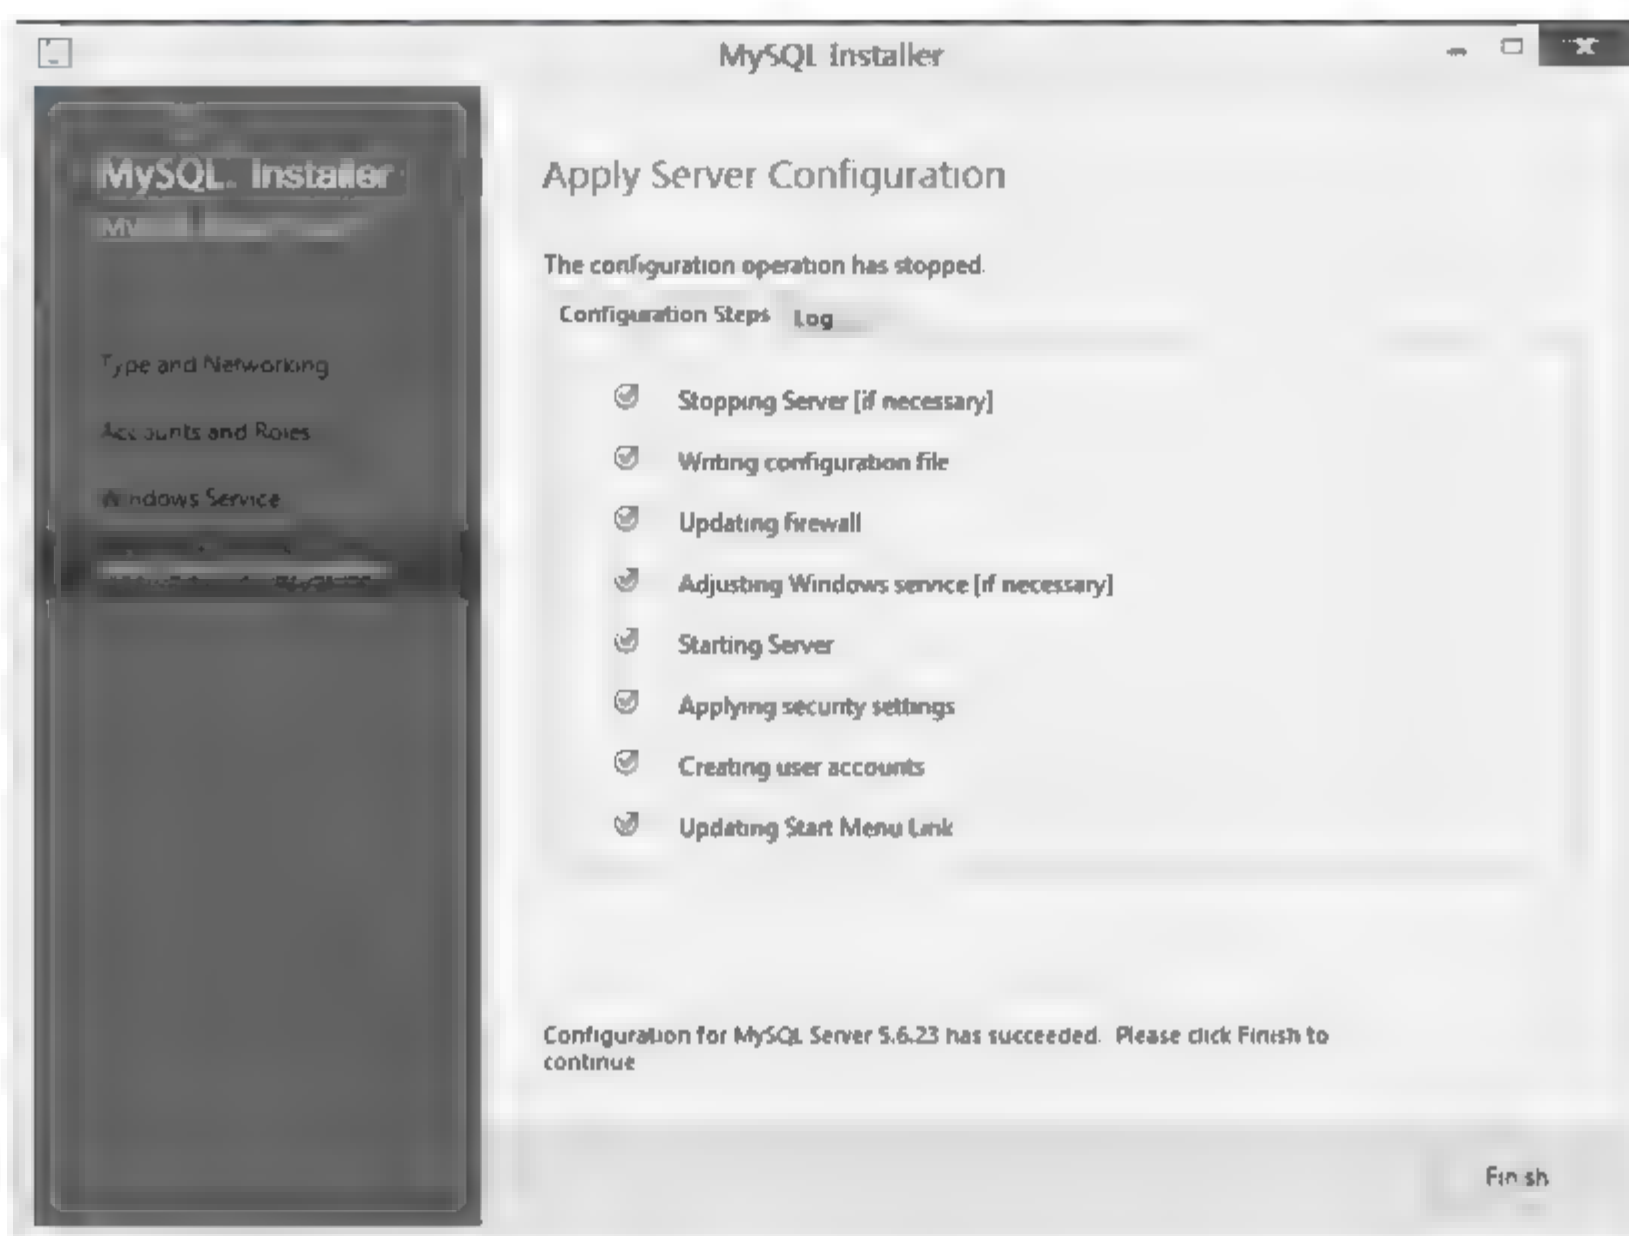 MySQL Installer
MySQL. Installer
Type and Networking
Accounts and Roles
Windows Service
Apply Server Configuration
The configuration operation has stopped.
Configuration Steps Log
Stopping Server [if necessary]
Writing configuration file
Updating firewall
Adjusting Windows service [if necessary]
Starting Server
Applying security settings
Creating user accounts
Updating Start Menu Link
Configuration for MySQL Server 5.6.23 has succeeded. Please click Finish to
continue
Finish